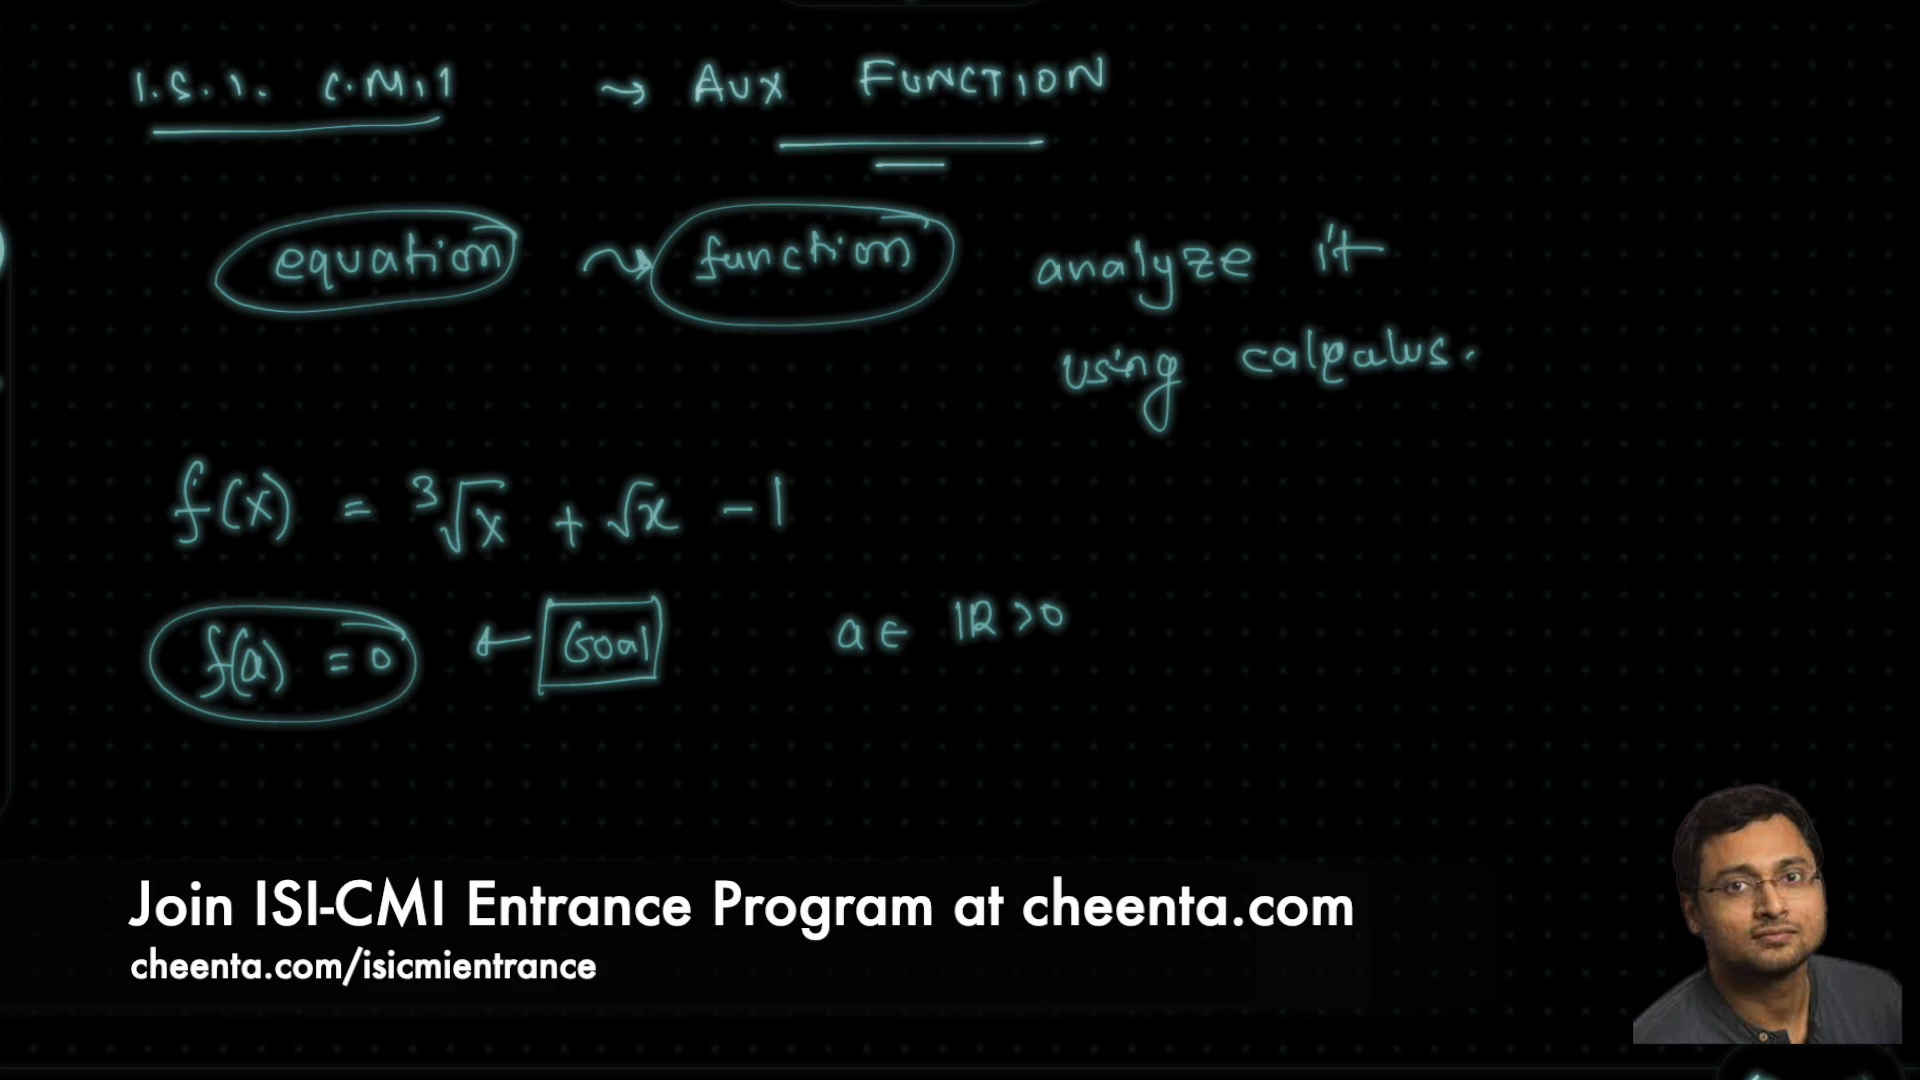 I.S.I. C.M.I ⇝ AUX FUNCTION
equation ⇝ function analyze it
using calculus.
f(x) = ³√x + √x - 1
f(a) = 0 ← Goal a ∈ ℝ > 0
Join ISI-CMI Entrance Program at cheenta.com
cheenta.com/isicmientrance